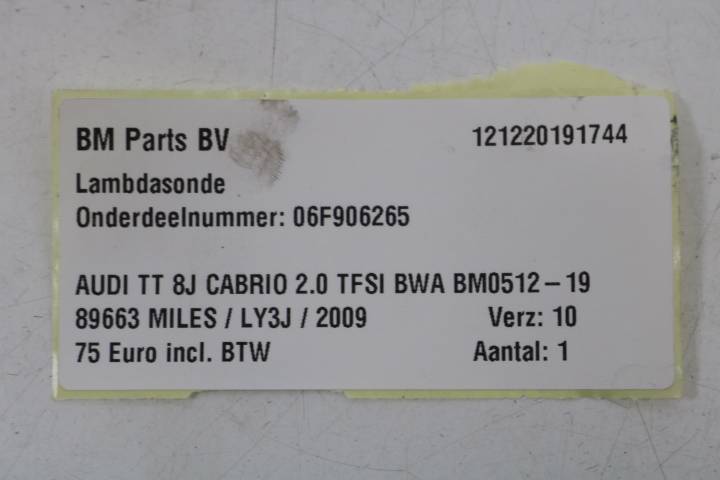 BM Parts BV 121220191744
Lambdasonde
Onderdeelnummer: 06F906265
AUDI TT 8J CABRIO 2.0 TFSI BWA BM0512-19
89663 MILES / LY3J / 2009 Verz: 10
75 Euro incl. BTW Aantal: 1